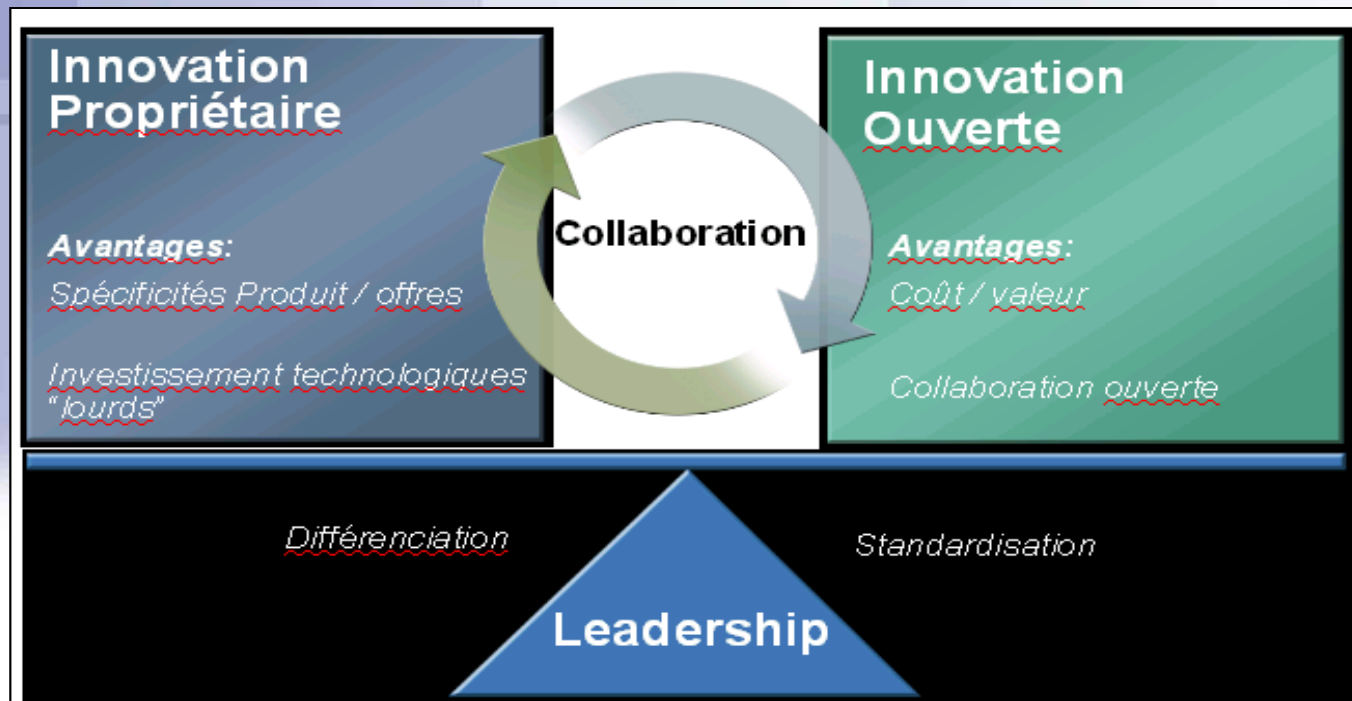 Innovation
Propriétaire
Avantages:
Spécificités Produit / offres
Investissement technologiques
"lourds"
Collaboration
Innovation
Ouverte
Avantages:
Coût / valeur
Collaboration ouverte
Différenciation
Standardisation
Leadership